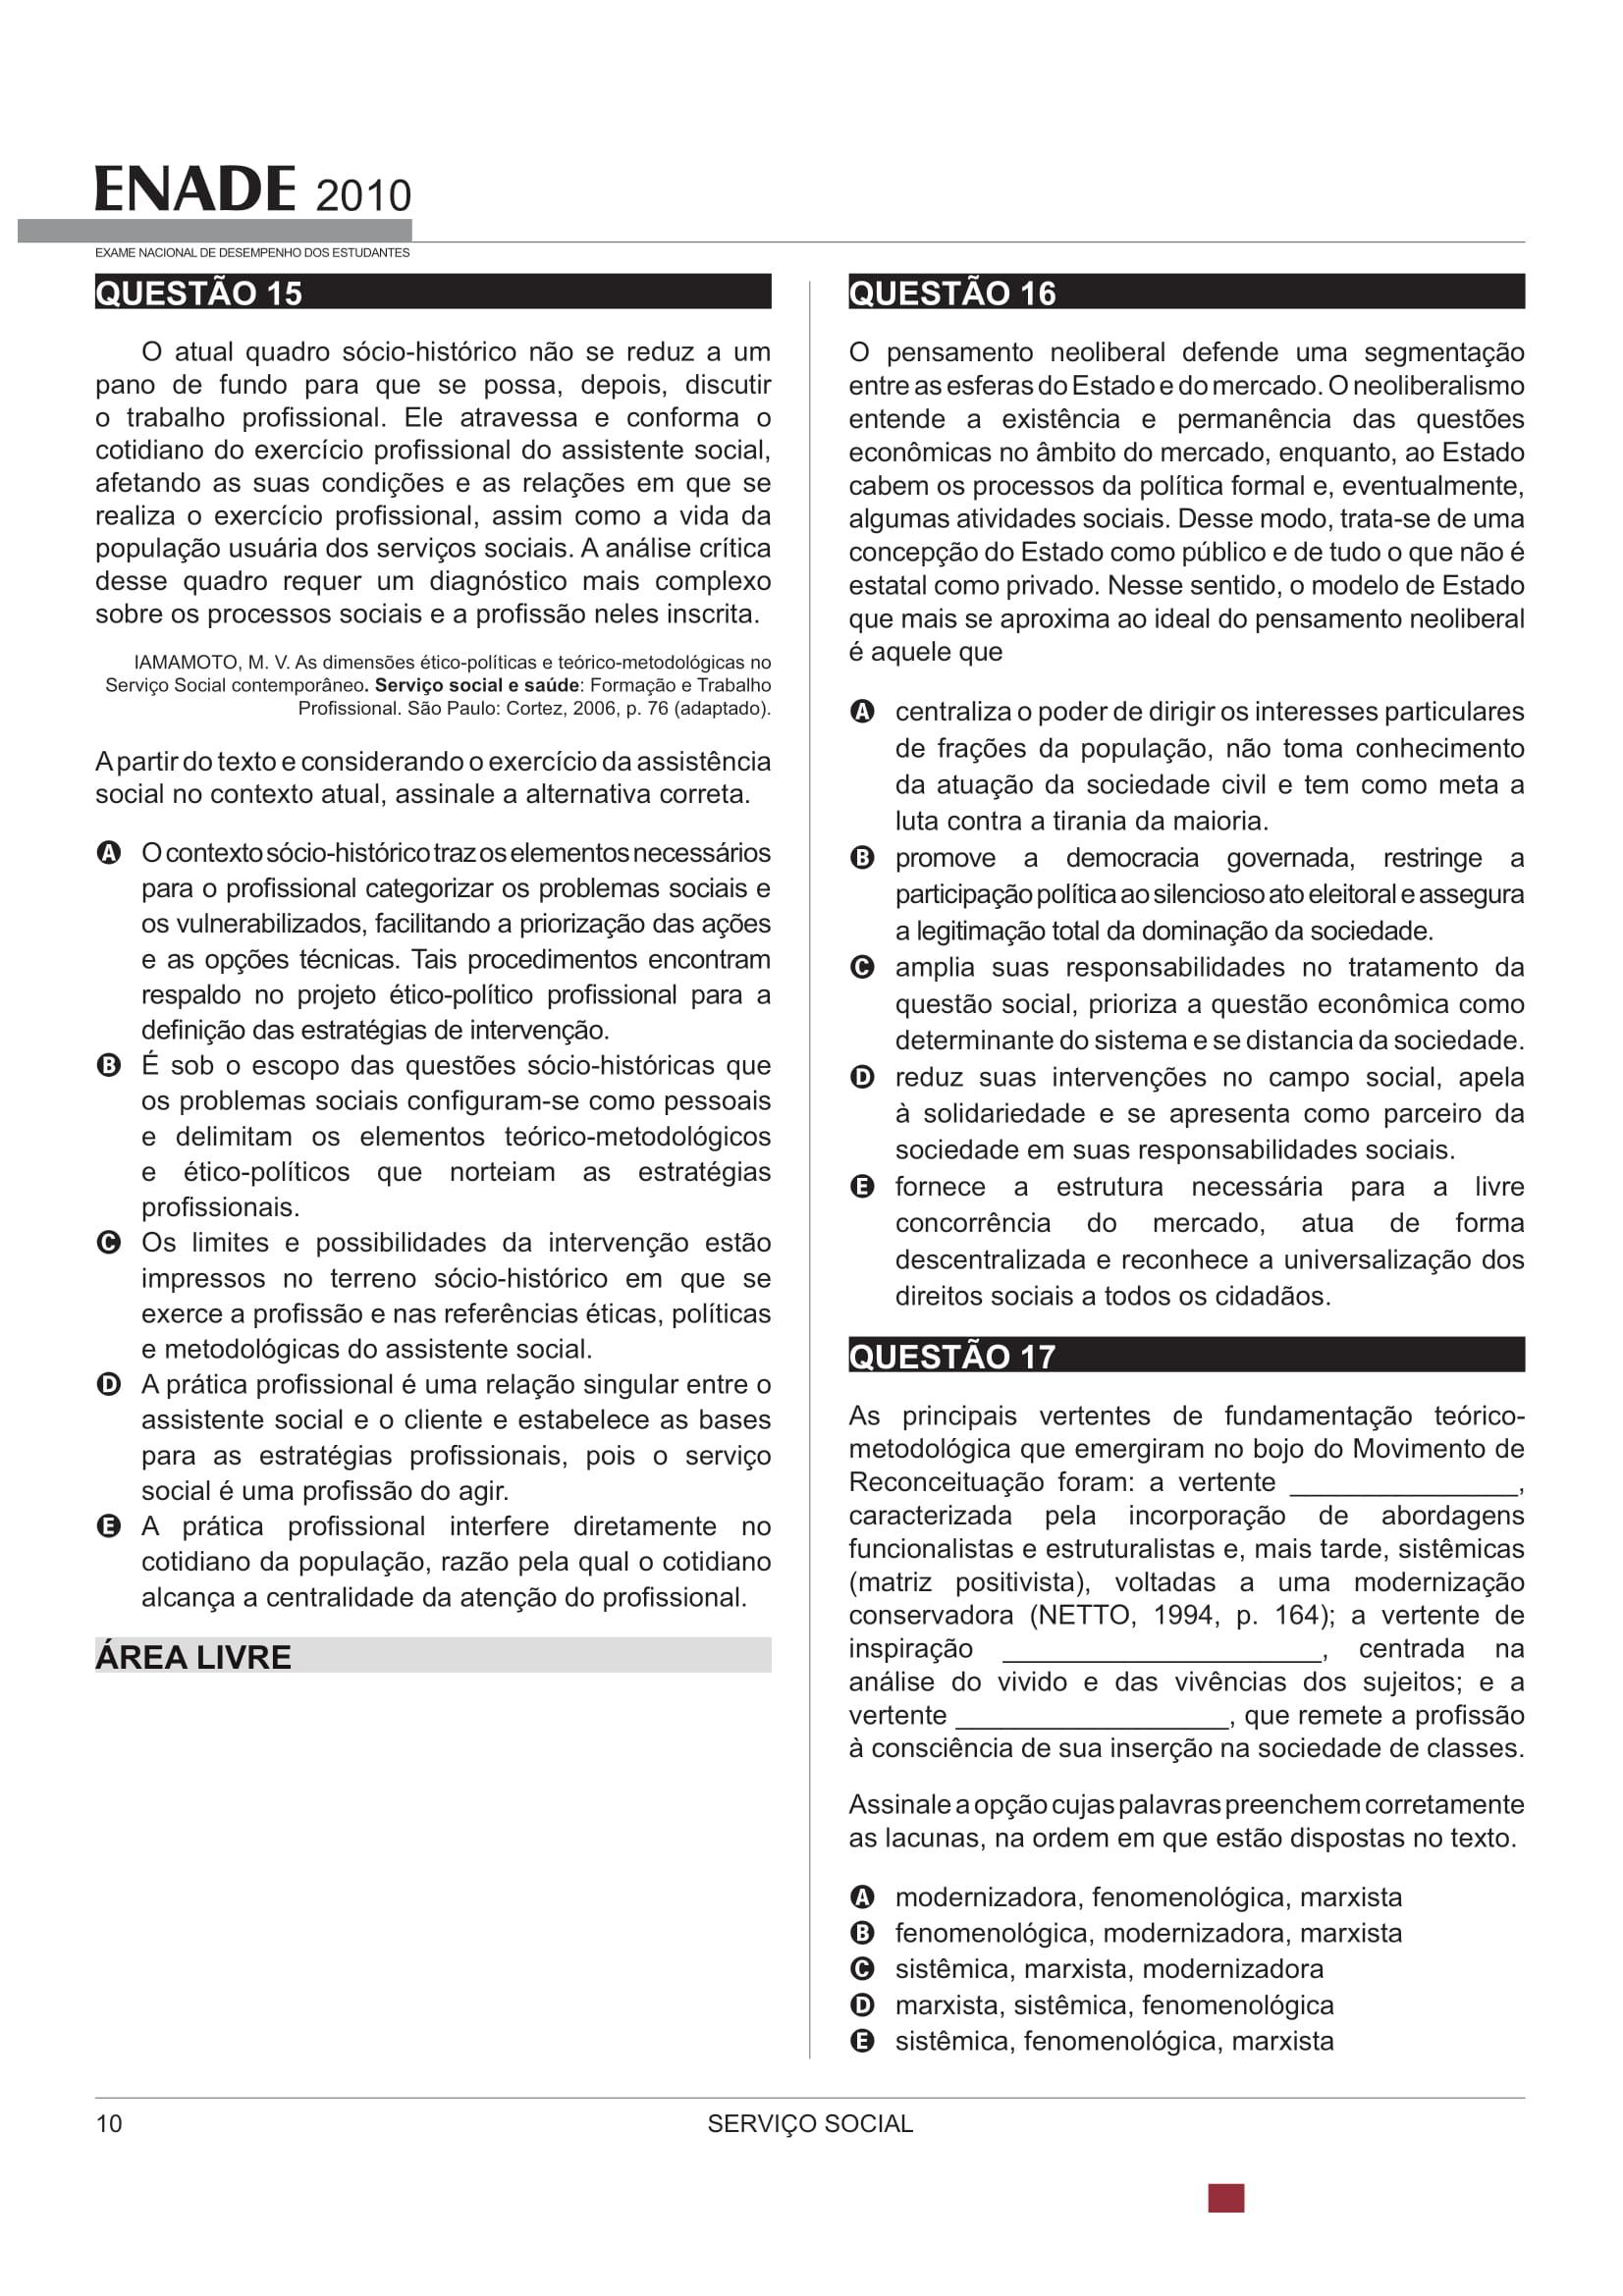 ENADE 2010
EXAME NACIONAL DE DESEMPENHO DOS ESTUDANTES
QUESTÃO 15
O atual quadro sócio-histórico não se reduz a um
pano de fundo para que se possa, depois, discutir
o trabalho profissional. Ele atravessa e conforma o
cotidiano do exercício profissional do assistente social,
afetando as suas condições e as relações em que se
realiza o exercício profissional, assim como a vida da
população usuária dos serviços sociais. A análise crítica
desse quadro requer um diagnóstico mais complexo
sobre os processos sociais e a profissão neles inscrita.
IAMAMOTO, M. V. As dimensões ético-políticas e teórico-metodológicas no
Serviço Social contemporâneo. Serviço social e saúde: Formação e Trabalho
Profissional. São Paulo: Cortez, 2006, p. 76 (adaptado).
A partir do texto e considerando o exercício da assistência
social no contexto atual, assinale a alternativa correta.
A O contexto sócio-histórico traz os elementos necessários
para o profissional categorizar os problemas sociais e
os vulnerabilizados, facilitando a priorização das ações
e as opções técnicas. Tais procedimentos encontram
respaldo no projeto ético-político profissional para a
definição das estratégias de intervenção.
B É sob o escopo das questões sócio-históricas que
os problemas sociais configuram-se como pessoais
e delimitam os elementos teórico-metodológicos
e ético-políticos que norteiam as estratégias
profissionais.
C Os limites e possibilidades da intervenção estão
impressos no terreno sócio-histórico em que se
exerce a profissão e nas referências éticas, políticas
e metodológicas do assistente social.
D A prática profissional é uma relação singular entre o
assistente social e o cliente e estabelece as bases
para as estratégias profissionais, pois o serviço
social é uma profissão do agir.
E A prática profissional interfere diretamente no
cotidiano da população, razão pela qual o cotidiano
alcança a centralidade da atenção do profissional.
ÁREA LIVRE
QUESTÃO 16
O pensamento neoliberal defende uma segmentação
entre as esferas do Estado e do mercado. O neoliberalismo
entende a existência e permanência das questões
econômicas no âmbito do mercado, enquanto, ao Estado
cabem os processos da política formal e, eventualmente,
algumas atividades sociais. Desse modo, trata-se de uma
concepção do Estado como público e de tudo o que não é
estatal como privado. Nesse sentido, o modelo de Estado
que mais se aproxima ao ideal do pensamento neoliberal
é aquele que
A centraliza o poder de dirigir os interesses particulares
de frações da população, não toma conhecimento
da atuação da sociedade civil e tem como meta a
luta contra a tirania da maioria.
B promove a democracia governada, restringe a
participação política ao silencioso ato eleitoral e assegura
a legitimação total da dominação da sociedade.
C amplia suas responsabilidades no tratamento da
questão social, prioriza a questão econômica como
determinante do sistema e se distancia da sociedade.
D reduz suas intervenções no campo social, apela
à solidariedade e se apresenta como parceiro da
sociedade em suas responsabilidades sociais.
E fornece a estrutura necessária para a livre
concorrência do mercado, atua de forma
descentralizada e reconhece a universalização dos
direitos sociais a todos os cidadãos.
QUESTÃO 17
As principais vertentes de fundamentação teórico-
metodológica que emergiram no bojo do Movimento de
Reconceituação foram: a vertente _______________,
caracterizada pela incorporação de abordagens
funcionalistas e estruturalistas e, mais tarde, sistêmicas
(matriz positivista), voltadas a uma modernização
conservadora (NETTO, 1994, p. 164); a vertente de
inspiração _____________________, centrada na
análise do vivido e das vivências dos sujeitos; e a
vertente __________________, que remete a profissão
à consciência de sua inserção na sociedade de classes.
Assinale a opção cujas palavras preenchem corretamente
as lacunas, na ordem em que estão dispostas no texto.
A modernizadora, fenomenológica, marxista
B fenomenológica, modernizadora, marxista
C sistêmica, marxista, modernizadora
D marxista, sistêmica, fenomenológica
E sistêmica, fenomenológica, marxista
10
SERVIÇO SOCIAL